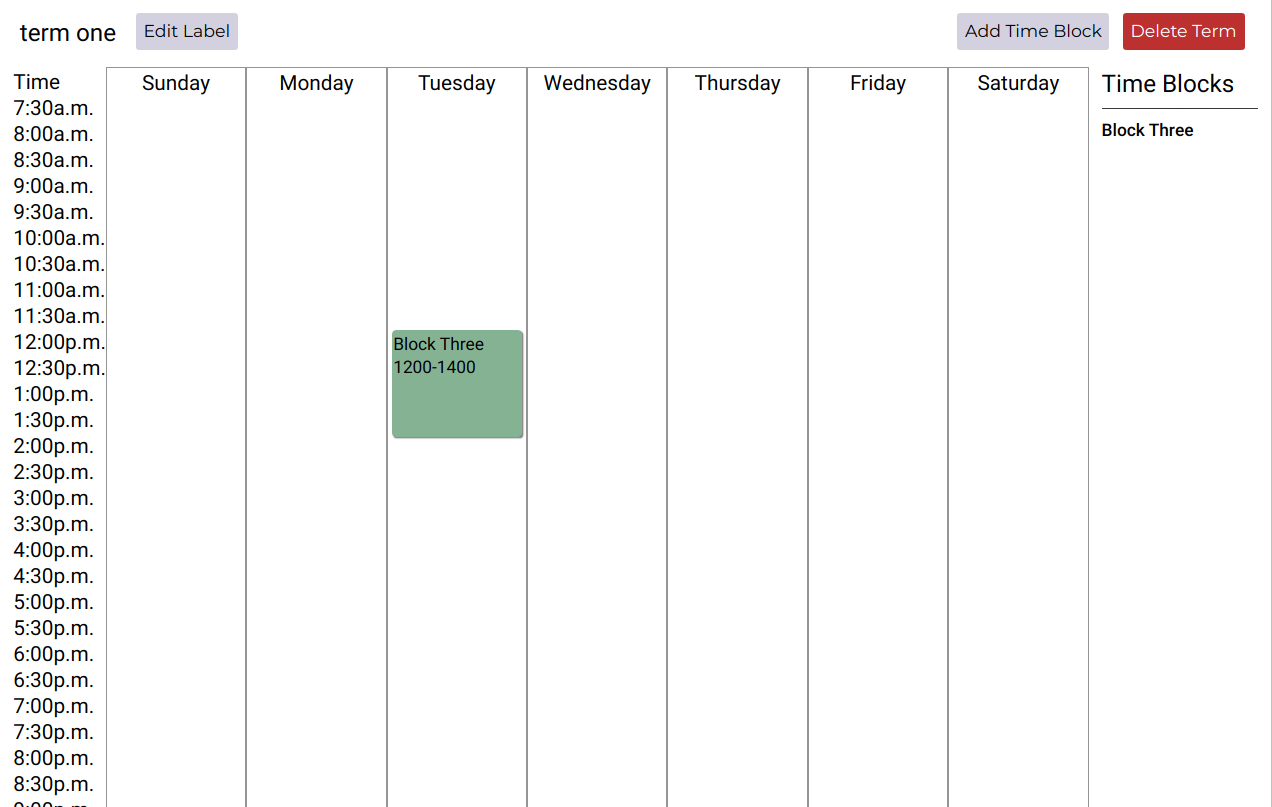 term one Edit Label Add Time Block Delete Term
Time Sunday Monday Tuesday Wednesday Thursday Friday Saturday Time Blocks
7:30a.m.
8:00a.m. Block Three
8:30a.m.
9:00a.m.
9:30a.m.
10:00a.m.
10:30a.m.
11:00a.m.
11:30a.m.
12:00p.m. Block Three
12:30p.m. 1200-1400
1:00p.m.
1:30p.m.
2:00p.m.
2:30p.m.
3:00p.m.
3:30p.m.
4:00p.m.
4:30p.m.
5:00p.m.
5:30p.m.
6:00p.m.
6:30p.m.
7:00p.m.
7:30p.m.
8:00p.m.
8:30p.m.